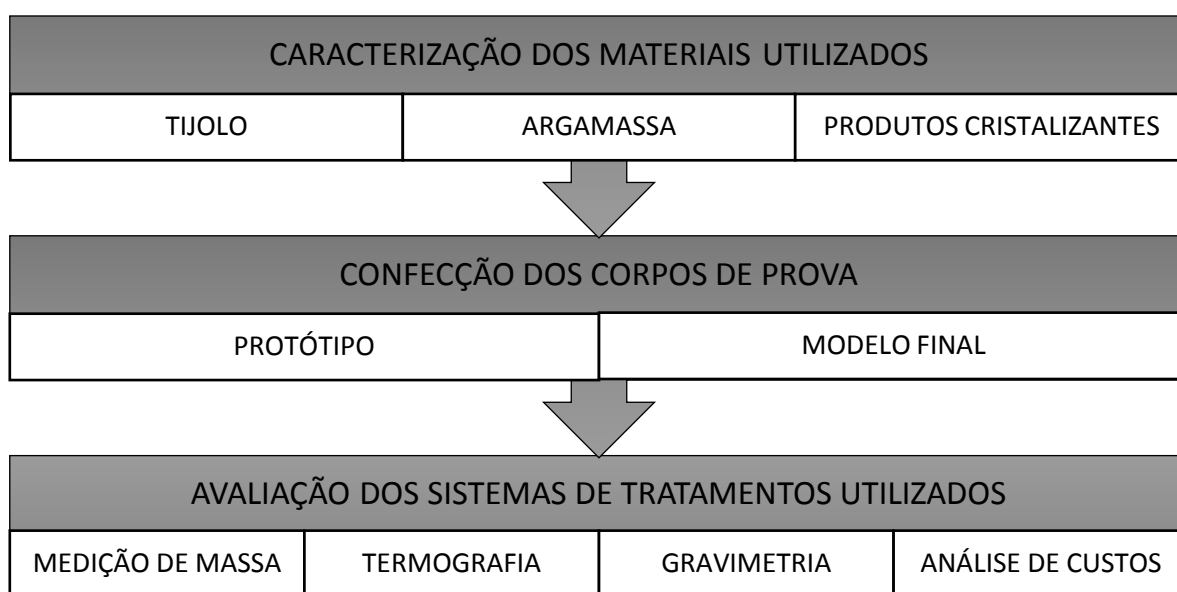 CARACTERIZAÇÃO DOS MATERIAIS UTILIZADOS
TIJOLO
ARGAMASSA
PRODUTOS CRISTALIZANTES
CONFECÇÃO DOS CORPOS DE PROVA
PROTÓTIPO
MODELO FINAL
AVALIAÇÃO DOS SISTEMAS DE TRATAMENTOS UTILIZADOS
MEDIÇÃO DE MASSA
TERMOGRAFIA
GRAVIMETRIA
ANÁLISE DE CUSTOS